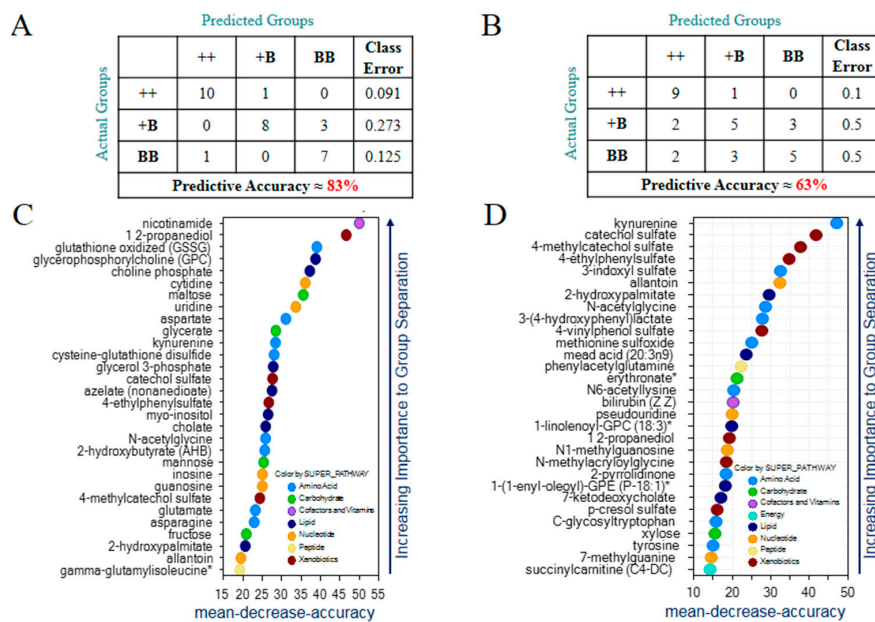 A
Predicted Groups
Actual Groups
++ +B BB Class Error
++ 10 1 0 0.091
+B 0 8 3 0.273
BB 1 0 7 0.125
Predictive Accuracy ≈ 83%
B
Predicted Groups
Actual Groups
++ +B BB Class Error
++ 9 1 0 0.1
+B 2 5 3 0.5
BB 2 3 5 0.5
Predictive Accuracy ≈ 63%
C
nicotinamide
1 2-propanediol
glutathione oxidized (GSSG)
glycerophosphorylcholine (GPC)
choline phosphate
cytidine
maltose
uridine
aspartate
glycerate
kynurenine
cysteine-glutathione disulfide
glycerol 3-phosphate
catechol sulfate
azelate (nonanedioate)
4-ethylphenylsulfate
myo-inositol
cholate
N-acetylglycine
2-hydroxybutyrate (AHB)
mannose
inosine
guanosine
4-methylcatechol sulfate
glutamate
asparagine
fructose
2-hydroxypalmitate
allantoin
gamma-glutamylisoleucine*
Color by SUPER_PATHWAY
Amino Acid
Carbohydrate
Cofactors and Vitamins
Lipid
Nucleotide
Peptide
Xenobiotics
15 20 25 30 35 40 45 50 55
mean-decrease-accuracy
Increasing Importance to Group Separation
D
kynurenine
catechol sulfate
4-methylcatechol sulfate
4-ethylphenylsulfate
3-indoxyl sulfate
allantoin
2-hydroxypalmitate
N-acetylglycine
3-(4-hydroxyphenyl)lactate
4-vinylphenol sulfate
methionine sulfoxide
mead acid (20:3n9)
phenylacetylglutamine
erythronate*
N6-acetyllysine
bilirubin (Z Z)
pseudouridine
1-linolenoyl-GPC (18:3)*
1 2-propanediol
N1-methylguanosine
N-methylacryloylglycine
2-pyrrolidinone
1-(1-enyl-oleoyl)-GPE (P-18:1)*
7-ketodeoxycholate
p-cresol sulfate
C-glycosyltryptophan
xylose
tyrosine
7-methylguanine
succinylcarnitine (C4-DC)
Color by SUPER_PATHWAY
Amino Acid
Carbohydrate
Cofactors and Vitamins
Energy
Lipid
Nucleotide
Peptide
Xenobiotics
10 20 30 40 50
mean-decrease-accuracy
Increasing Importance to Group Separation